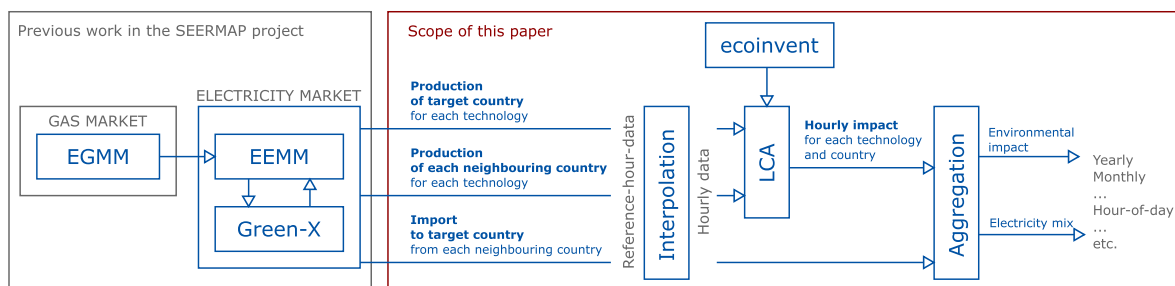 Previous work in the SEERMAP project
GAS MARKET
EGMM
ELECTRICITY MARKET
EEMM
Green-X
Scope of this paper
Production
of target country
for each technology
Production
of each neighbouring country
for each technology
Import
to target country
from each neighbouring country
Reference-hour-data
Interpolation
Hourly data
ecoinvent
LCA
Hourly impact
for each technology
and country
Aggregation
Environmental
impact
Electricity mix
Yearly
Monthly
...
Hour-of-day
...
etc.